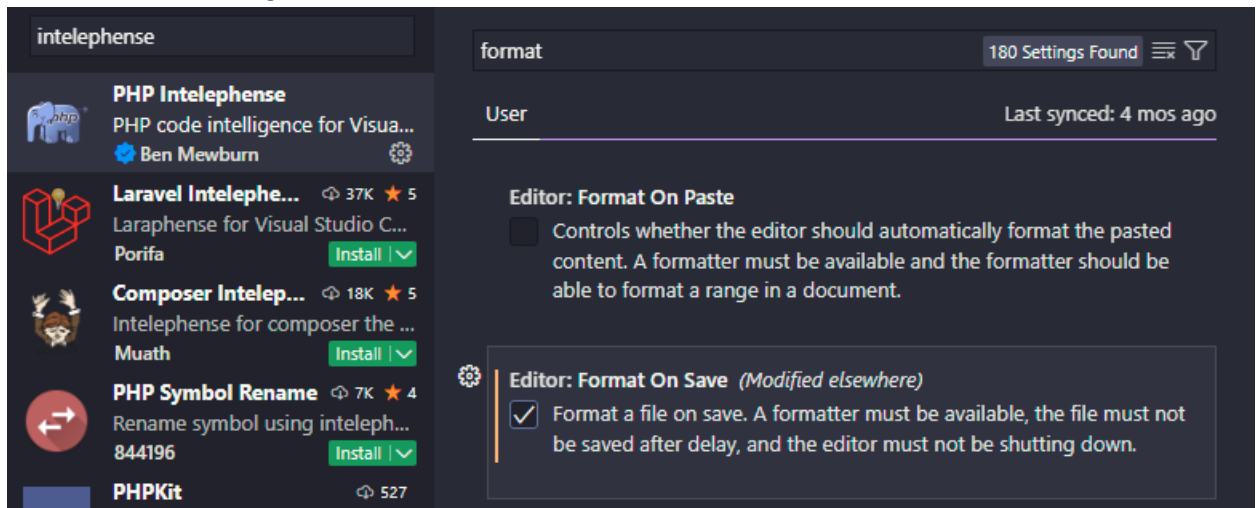 intelephense
PHP Intelephense
PHP code intelligence for Visua...
Ben Mewburn
Laravel Intelephe... 37K ★ 5
Laraphense for Visual Studio C...
Porifa Install
Composer Intelep... 18K ★ 5
Intelephense for composer the ...
Muath Install
PHP Symbol Rename 7K ★ 4
Rename symbol using inteleph...
844196 Install
PHPKit 527
format 180 Settings Found
User Last synced: 4 mos ago
Editor: Format On Paste
Controls whether the editor should automatically format the pasted
content. A formatter must be available and the formatter should be
able to format a range in a document.
Editor: Format On Save (Modified elsewhere)
Format a file on save. A formatter must be available, the file must not
be saved after delay, and the editor must not be shutting down.